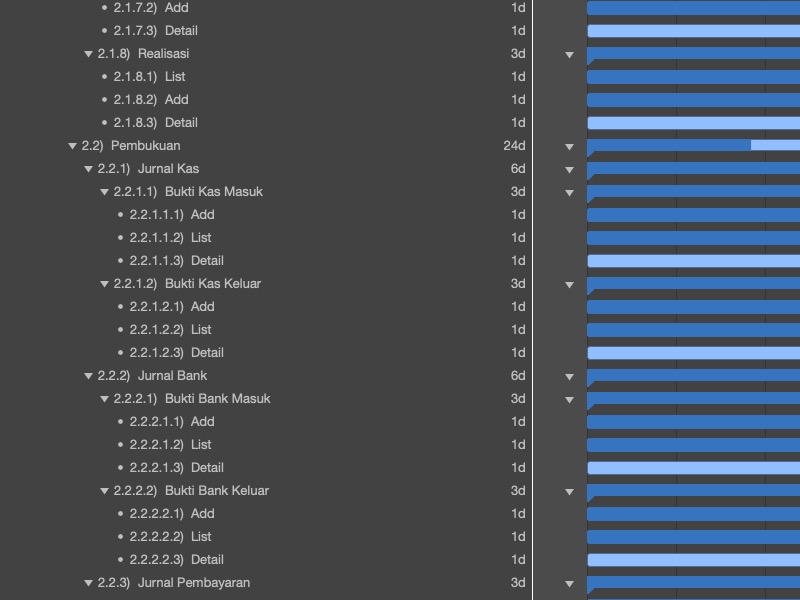 2.1.7.2) Add 1d
2.1.7.3) Detail 1d
2.1.8) Realisasi 3d
2.1.8.1) List 1d
2.1.8.2) Add 1d
2.1.8.3) Detail 1d
2.2) Pembukuan 24d
2.2.1) Jurnal Kas 6d
2.2.1.1) Bukti Kas Masuk 3d
2.2.1.1.1) Add 1d
2.2.1.1.2) List 1d
2.2.1.1.3) Detail 1d
2.2.1.2) Bukti Kas Keluar 3d
2.2.1.2.1) Add 1d
2.2.1.2.2) List 1d
2.2.1.2.3) Detail 1d
2.2.2) Jurnal Bank 6d
2.2.2.1) Bukti Bank Masuk 3d
2.2.2.1.1) Add 1d
2.2.2.1.2) List 1d
2.2.2.1.3) Detail 1d
2.2.2.2) Bukti Bank Keluar 3d
2.2.2.2.1) Add 1d
2.2.2.2.2) List 1d
2.2.2.2.3) Detail 1d
2.2.3) Jurnal Pembayaran 3d